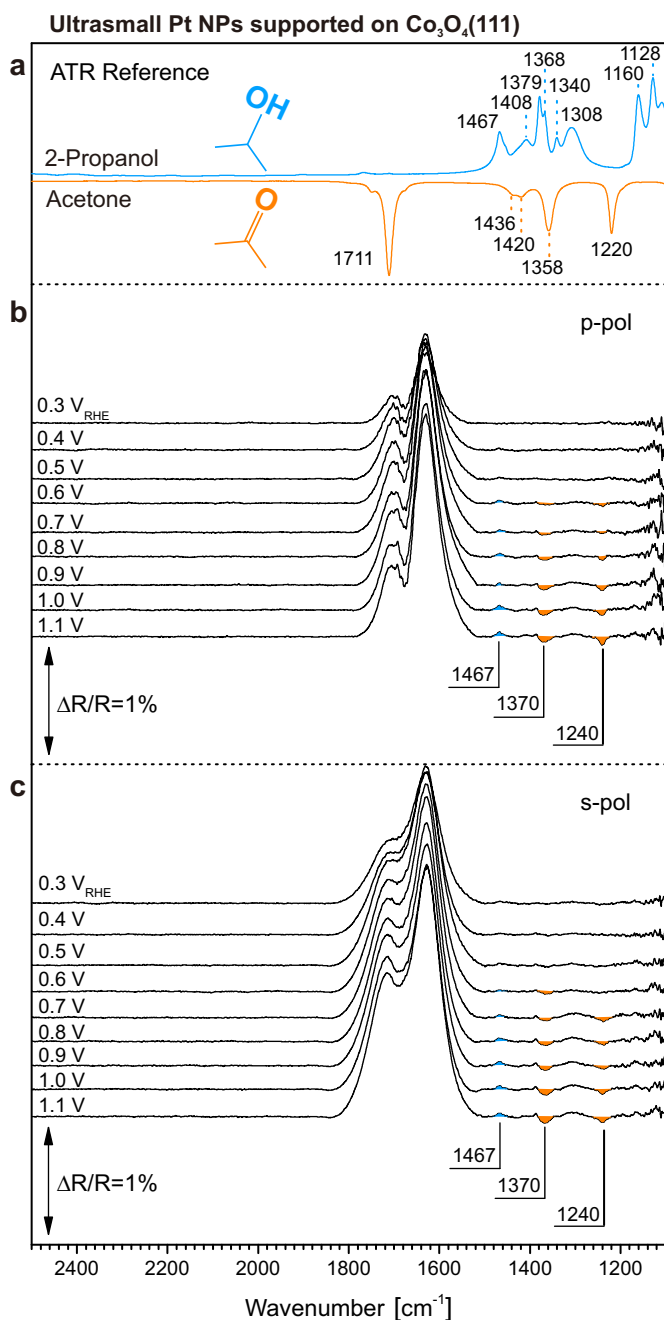 Ultrasmall Pt NPs supported on Co₃O₄(111)
a
ATR Reference
OH
2-Propanol
1467
1408
1379
1368
1340
1308
1160
1128
Acetone
O
1711
1436
1420
1358
1220
b
p-pol
0.3 V_RHE
0.4 V
0.5 V
0.6 V
0.7 V
0.8 V
0.9 V
1.0 V
1.1 V
ΔR/R=1%
1467
1370
1240
c
s-pol
0.3 V_RHE
0.4 V
0.5 V
0.6 V
0.7 V
0.8 V
0.9 V
1.0 V
1.1 V
ΔR/R=1%
1467
1370
1240
2400 2200 2000 1800 1600 1400 1200
Wavenumber [cm⁻¹]